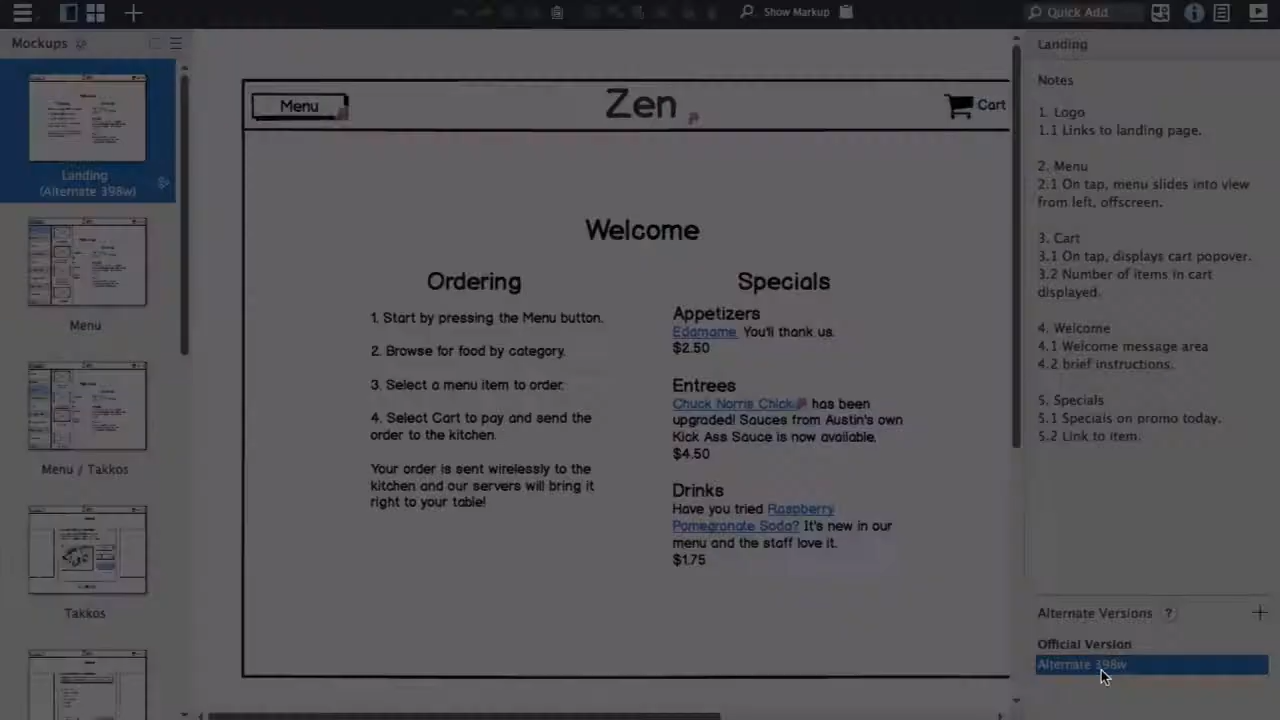 Show Markup
Quick Add
Mockups
Landing
(Alternate 398w)
Menu
Menu / Takkos
Takkos
Menu
Zen
Cart
Welcome
Ordering
1. Start by pressing the Menu button.
2. Browse for food by category.
3. Select a menu item to order.
4. Select Cart to pay and send the
order to the kitchen.
Your order is sent wirelessly to the
kitchen and our servers will bring it
right to your table!
Specials
Appetizers
Edamame. You'll thank us.
$2.50
Entrees
Chuck Norris Chick has been
upgraded! Sauces from Austin's own
Kick Ass Sauce is now available.
$4.50
Drinks
Have you tried Raspberry
Pomegranate Soda? It's new in our
menu and the staff love it.
$1.75
Landing
Notes
1. Logo
1.1 Links to landing page.
2. Menu
2.1 On tap, menu slides into view
from left, offscreen.
3. Cart
3.1 On tap, displays cart popover.
3.2 Number of items in cart
displayed.
4. Welcome
4.1 Welcome message area
4.2 brief instructions.
5. Specials
5.1 Specials on promo today.
5.2 Link to item.
Alternate Versions ?
Official Version
Alternate 398w